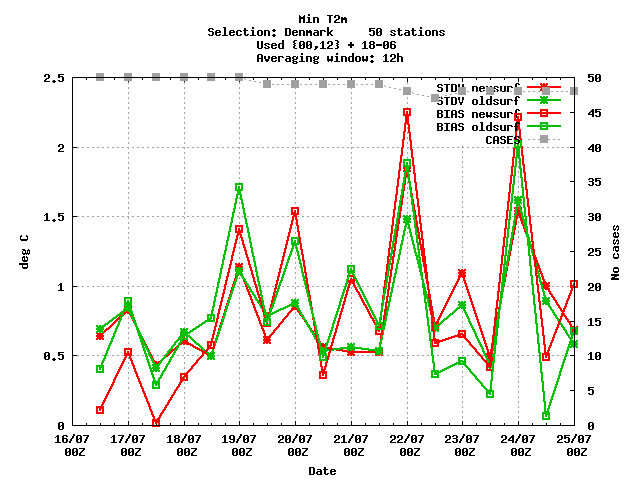 Min T2m
Selection: Denmark 50 stations
Used {00,12} + 18-06
Averaging window: 12h
STDV newsurf
STDV oldsurf
BIAS newsurf
BIAS oldsurf
CASES
2.5
2
1.5
1
0.5
0
deg C
50
45
40
35
30
25
20
15
10
5
0
No cases
16/07 17/07 18/07 19/07 20/07 21/07 22/07 23/07 24/07 25/07
00Z 00Z 00Z 00Z 00Z 00Z 00Z 00Z 00Z 00Z
Date